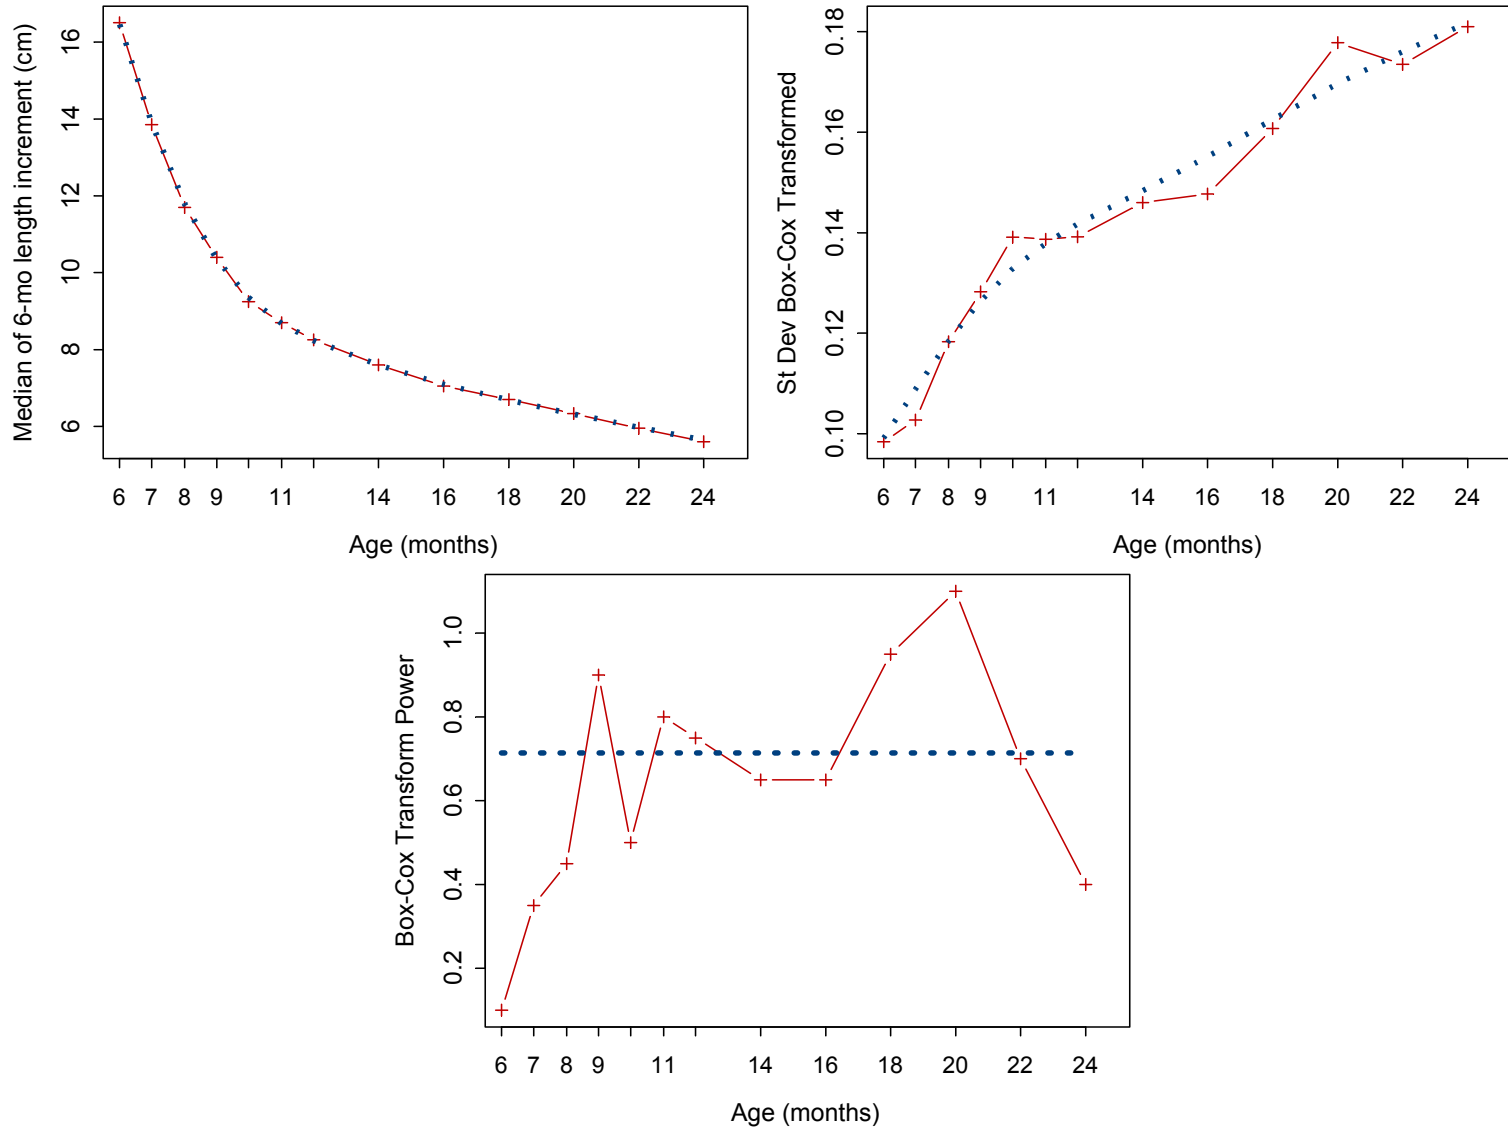 Median of 6-mo length increment (cm)
16
14
12
10
8
6
6 7 8 9 11 14 16 18 20 22 24
Age (months)
St Dev Box-Cox Transformed
0.18
0.16
0.14
0.12
0.10
6 7 8 9 11 14 16 18 20 22 24
Age (months)
Box-Cox Transform Power
1.0
0.8
0.6
0.4
0.2
6 7 8 9 11 14 16 18 20 22 24
Age (months)